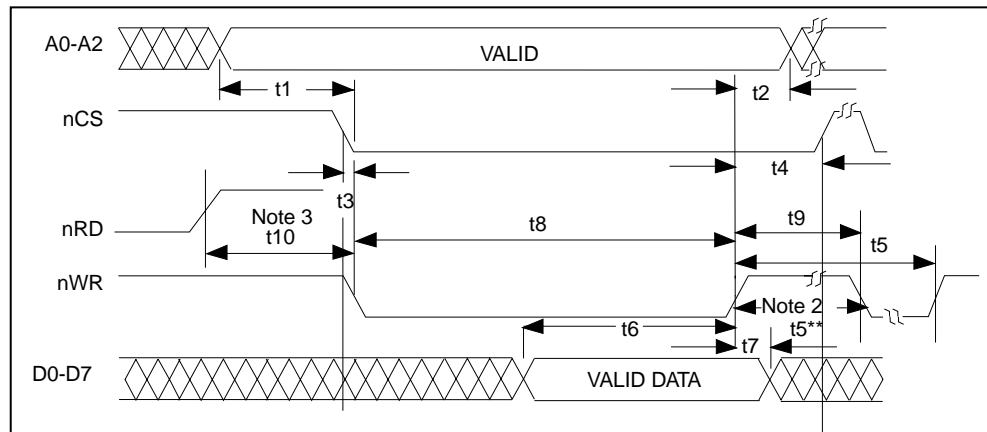 A0-A2
VALID
t1
t2
nCS
t4
t3
nRD
Note 3
t10
t8
t9
t5
nWR
Note 2
t6
t5**
t7
D0-D7
VALID DATA